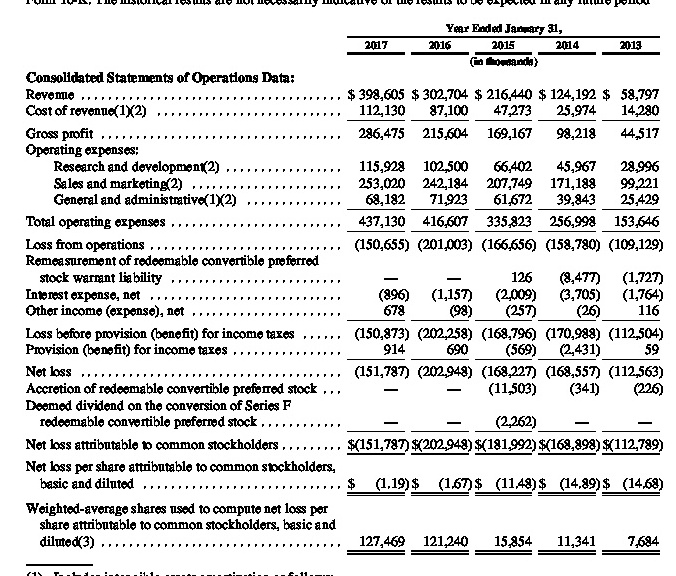 Form 10-K. The historical results are not necessarily indicative of the results to be expected in any future period
Year Ended January 31,
2017 2016 2015 2014 2013
(in thousands)
Consolidated Statements of Operations Data:
Revenue ................................... $ 398,605 $ 302,704 $ 216,440 $ 124,192 $ 58,797
Cost of revenue(1)(2) ........................... 112,130 87,100 47,273 25,974 14,280
Gross profit ................................. 286,475 215,604 169,167 98,218 44,517
Operating expenses:
Research and development(2) ................ 115,928 102,500 66,402 45,967 28,996
Sales and marketing(2) ..................... 253,020 242,184 207,749 171,188 99,221
General and administrative(1)(2) ............. 68,182 71,923 61,672 39,843 25,429
Total operating expenses ....................... 437,130 416,607 335,823 256,998 153,646
Loss from operations .......................... (150,655) (201,003) (166,656) (158,780) (109,129)
Remeasurement of redeemable convertible preferred
stock warrant liability ....................... — — 126 (8,477) (1,727)
Interest expense, net .......................... (896) (1,157) (2,009) (3,705) (1,764)
Other income (expense), net ..................... 678 (98) (257) (26) 116
Loss before provision (benefit) for income taxes ...... (150,873) (202,258) (168,796) (170,988) (112,504)
Provision (benefit) for income taxes ............... 914 690 (569) (2,431) 59
Net loss ................................... (151,787) (202,948) (168,227) (168,557) (112,563)
Accretion of redeemable convertible preferred stock ... — — (11,503) (341) (226)
Deemed dividend on the conversion of Series F
redeemable convertible preferred stock ............ — — (2,262) — —
Net loss attributable to common stockholders ......... $(151,787) $(202,948) $(181,992) $(168,898) $(112,789)
Net loss per share attributable to common stockholders,
basic and diluted ........................... $ (1.19) $ (1.67) $ (11.48) $ (14.89) $ (14.68)
Weighted-average shares used to compute net loss per
share attributable to common stockholders, basic and
diluted(3) ................................. 127,469 121,240 15,854 11,341 7,684
(1) Includes intangible assets amortization as follows: